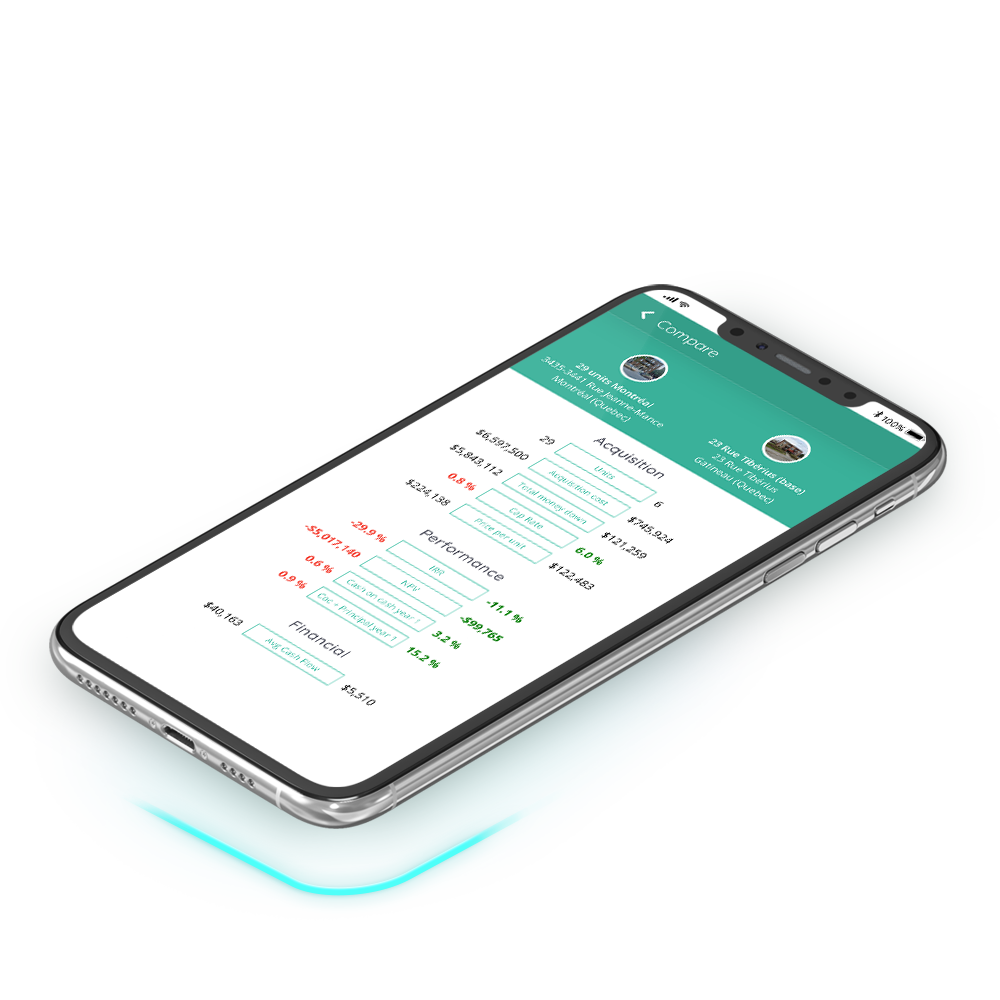 100%
Compare
29 units Montréal
3435-3441 Rue Jeanne-Mance
Montréal (Quebec)
23 Rue Tibérius (base)
23 Rue Tibérius
Gatineau (Quebec)
Acquisition
29 Units 6
$6,597,500 Acquisition cost $745,924
$5,843,112 Total money down $121,259
0.8 % Cap Rate 6.0 %
$224,138 Price per unit $122,483
Performance
-29.9 % IRR -11.1 %
-$5,017,140 NPV -$99,765
0.6 % Cash on cash year 1 3.2 %
0.9 % Coc + Principal year 1 15.2 %
Financial
$40,163 Avg Cash Flow $5,510